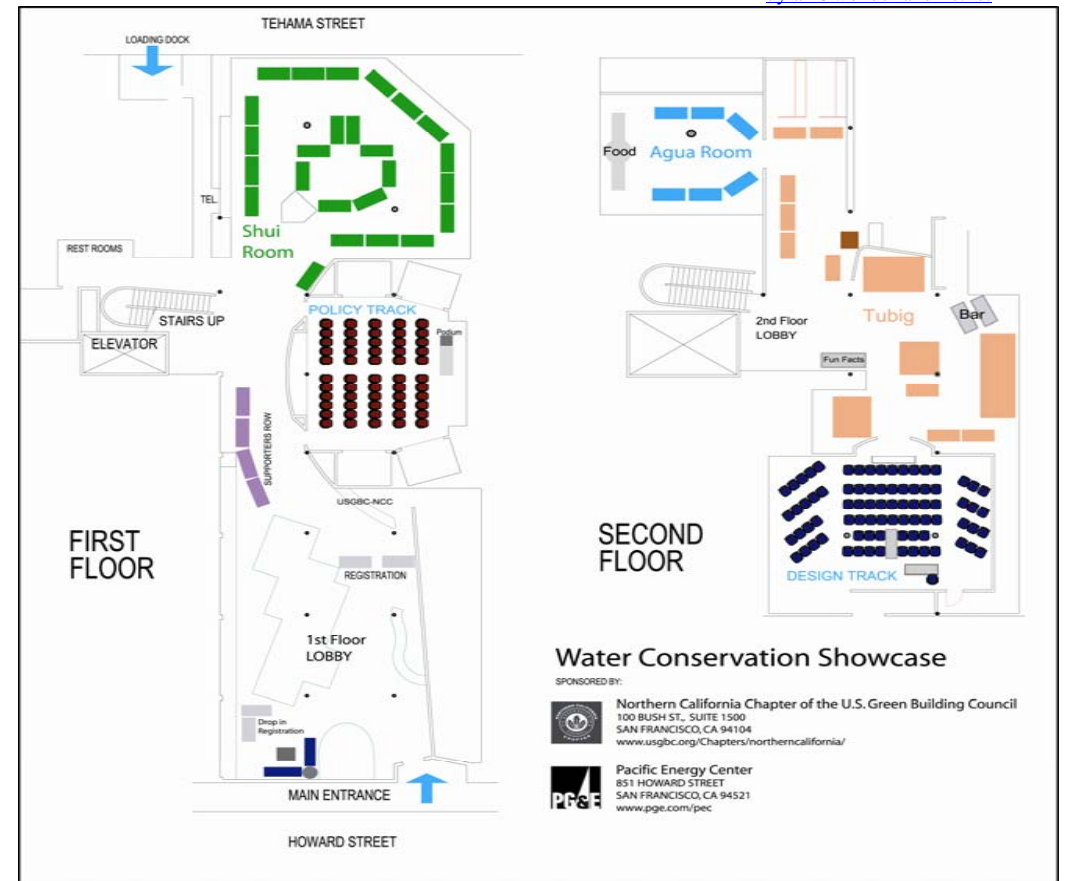 TEHAMA STREET
LOADING DOCK
TEL.
Shui
Room
REST ROOMS
STAIRS UP
ELEVATOR
POLICY TRACK
Podium
SUPPORTERS ROW
USGBC-NCC
FIRST
FLOOR
REGISTRATION
1st Floor
LOBBY
Drop in
Registration
MAIN ENTRANCE
HOWARD STREET
Food
Agua Room
Tubig
Bar
2nd Floor
LOBBY
Fun Facts
SECOND
FLOOR
DESIGN TRACK
Water Conservation Showcase
SPONSORED BY:
Northern California Chapter of the U.S. Green Building Council
100 BUSH ST., SUITE 1500
SAN FRANCISCO, CA 94104
www.usgbc.org/Chapters/northerncalifornia/
PG&E
Pacific Energy Center
851 HOWARD STREET
SAN FRANCISCO, CA 94521
www.pge.com/pec